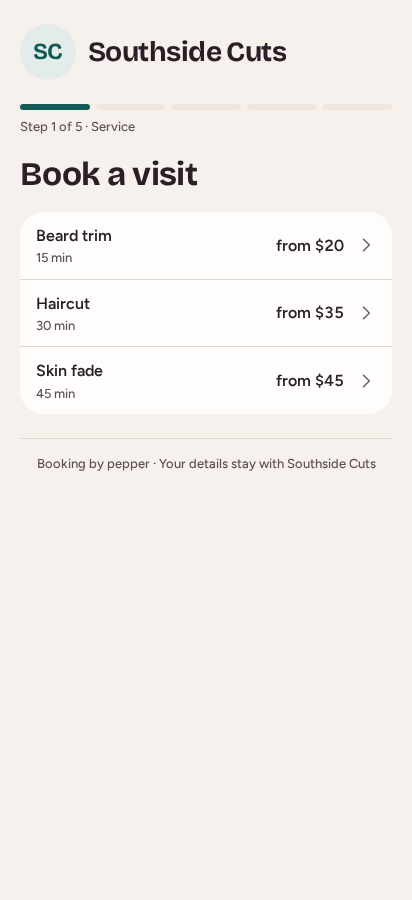 SC
Southside Cuts
Step 1 of 5 · Service
Book a visit
Beard trim
15 min
from $20
Haircut
30 min
from $35
Skin fade
45 min
from $45
Booking by pepper · Your details stay with Southside Cuts